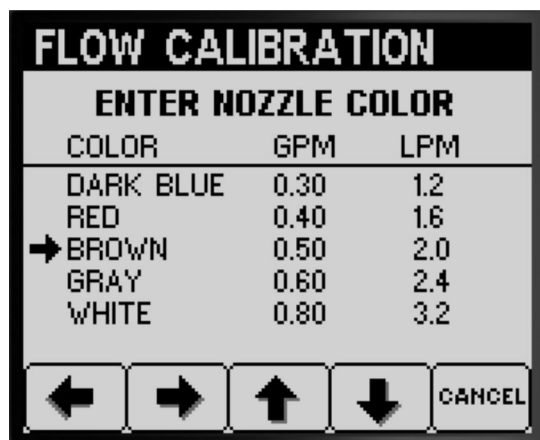 FLOW CALIBRATION
ENTER NOZZLE COLOR
COLOR GPM LPM
DARK BLUE 0.30 1.2
RED 0.40 1.6
BROWN 0.50 2.0
GRAY 0.60 2.4
WHITE 0.80 3.2
CANCEL